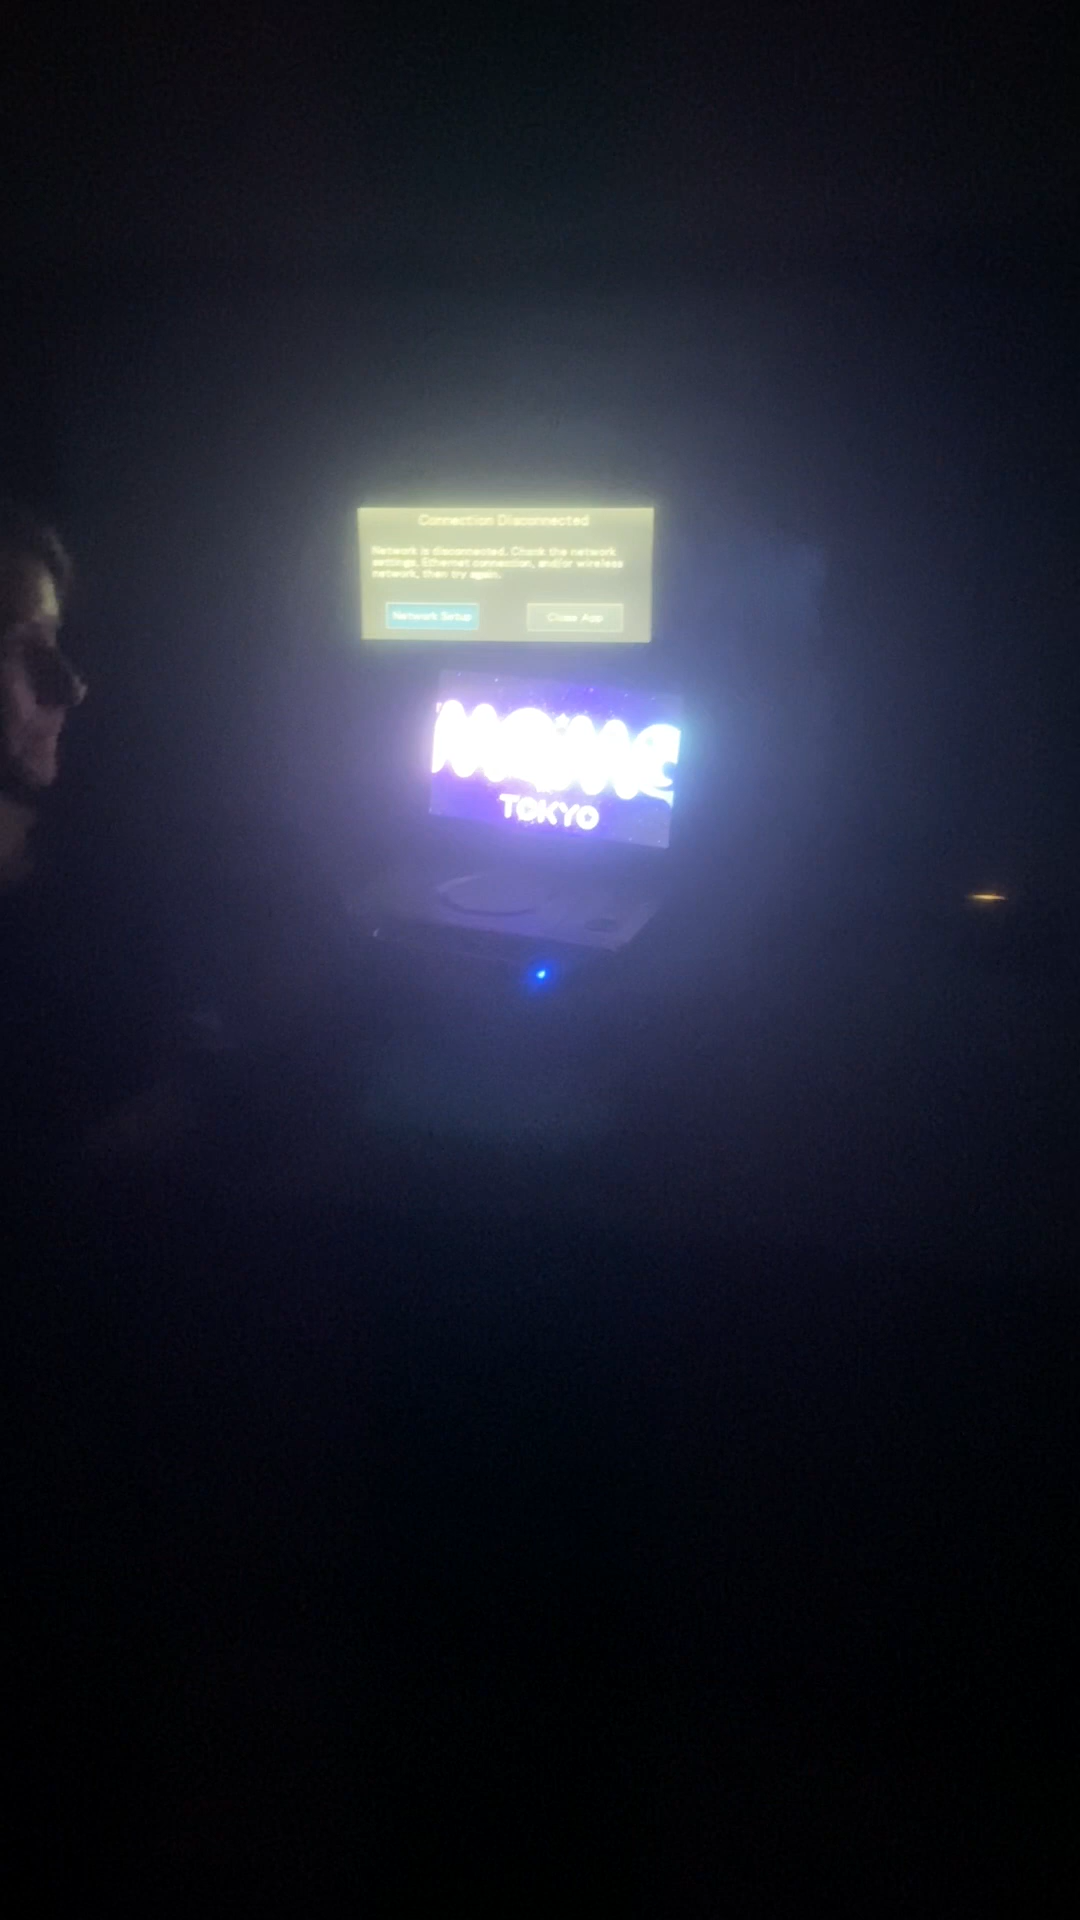 Connection Disconnected
Network is disconnected. Check the network
settings, Ethernet connection, and/or wireless
network, then try again.
Network Setup
Close App
TOKYO